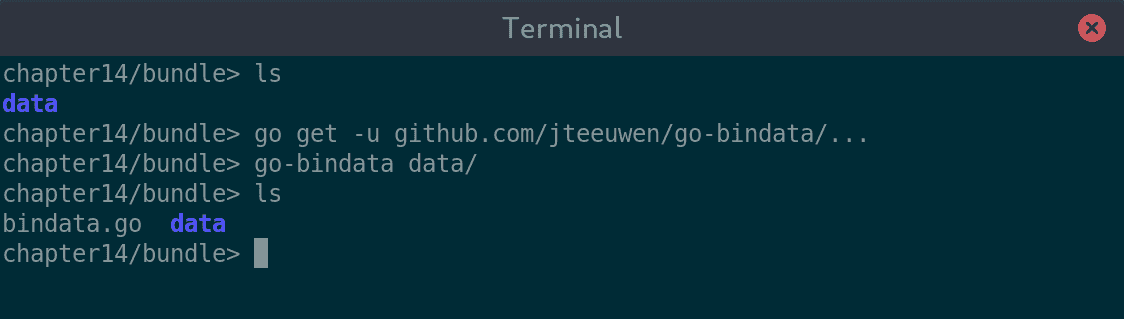 Terminal
chapter14/bundle> ls
data
chapter14/bundle> go get -u github.com/jteeuwen/go-bindata/...
chapter14/bundle> go-bindata data/
chapter14/bundle> ls
bindata.go  data
chapter14/bundle>